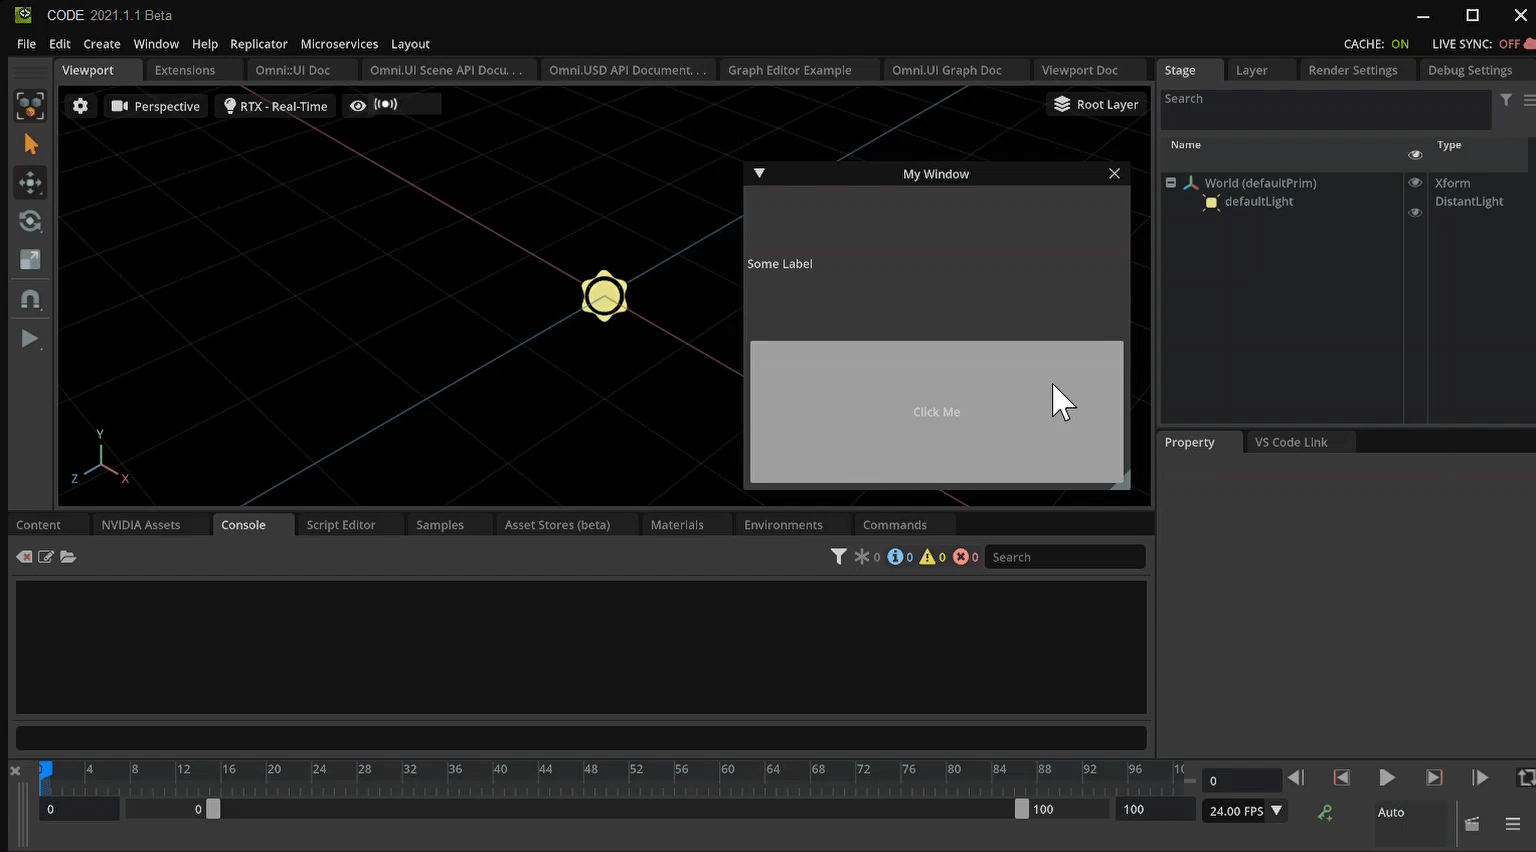 CODE 2021.1.1 Beta
File Edit Create Window Help Replicator Microservices Layout
CACHE: ON LIVE SYNC: OFF
Viewport Extensions Omni::UI Doc Omni.UI Scene API Docu. . . Omni.USD API Document. . . Graph Editor Example Omni.UI Graph Doc Viewport Doc
Stage Layer Render Settings Debug Settings
Perspective RTX - Real-Time Root Layer
Search
Name Type
World (defaultPrim) Xform
defaultLight DistantLight
My Window
Some Label
Click Me
Y
Z X
Property VS Code Link
Content NVIDIA Assets Console Script Editor Samples Asset Stores (beta) Materials Environments Commands
0 0 0 0 Search
4 8 12 16 20 24 28 32 36 40 44 48 52 56 60 64 68 72 76 80 84 88 92 96
0
0 0 100 100 24.00 FPS Auto